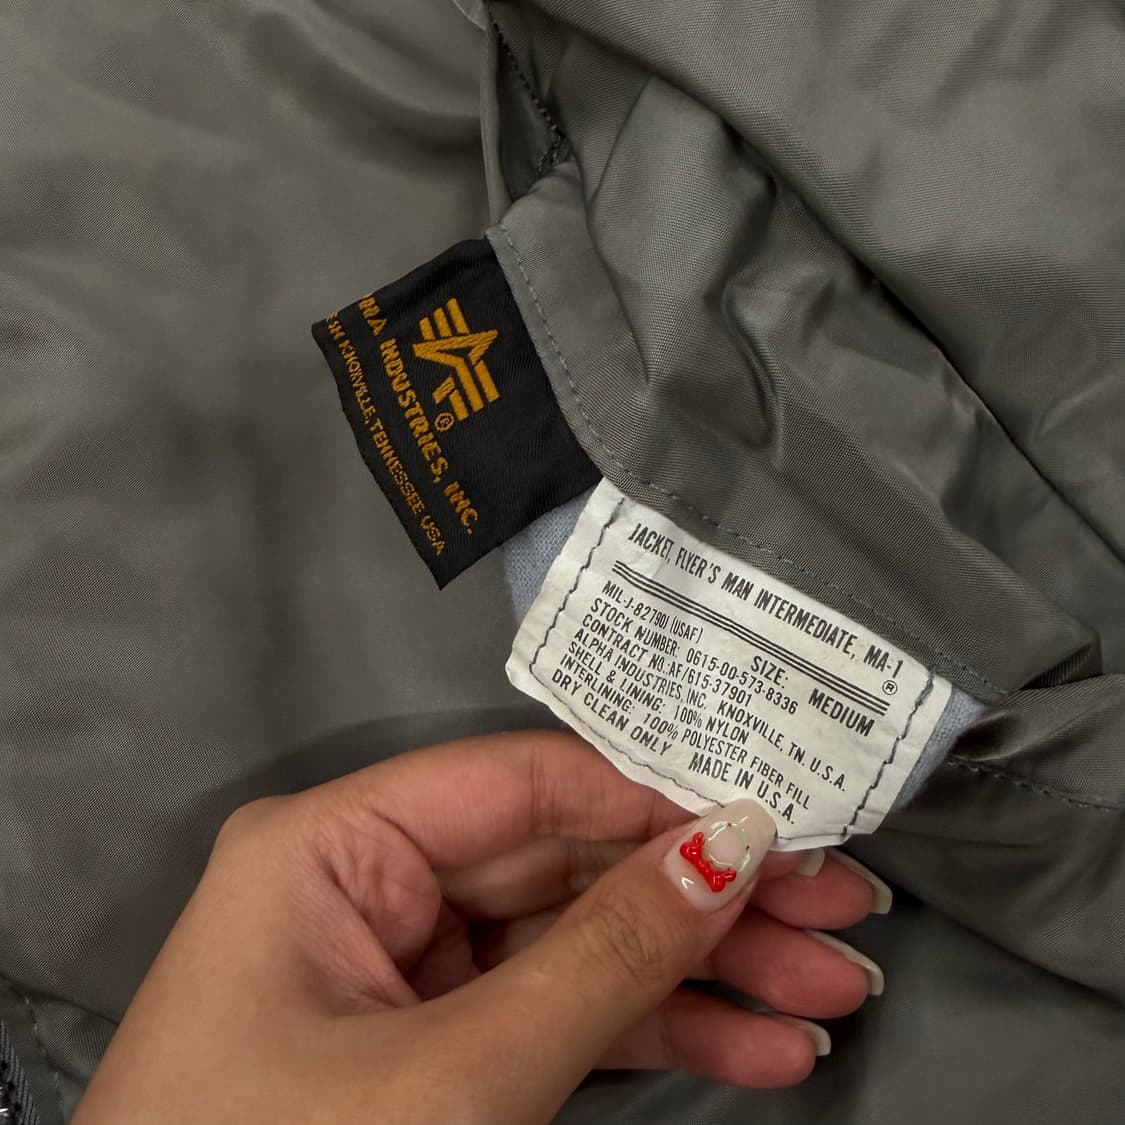 INDUSTRIES, INC.
IN KNOXVILLE, TENNESSEE USA
®
JACKET, FLYER'S MAN INTERMEDIATE, MA-1
®
SIZE: MEDIUM
MIL-J-82790J (USAF)
STOCK NUMBER: 0615-00-573-8336
CONTRACT NO.:AF/615-37901
ALPHA INDUSTRIES, INC. KNOXVILLE, TN. U.S.A.
SHELL & LINING: 100% NYLON
INTERLINING: 100% POLYESTER FIBER FILL
DRY CLEAN ONLY
MADE IN U.S.A.